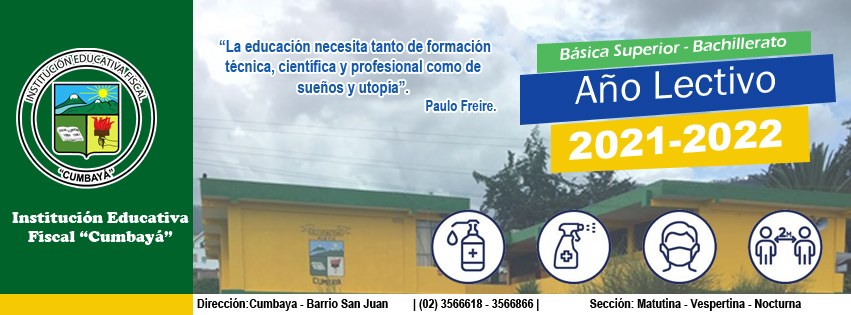 INSTITUCIÓN EDUCATIVA FISCAL
"CUMBAYÁ"
Institución Educativa
Fiscal “Cumbayá”
“La educación necesita tanto de formación
técnica, científica y profesional como de
sueños y utopía”.
Paulo Freire.
Básica Superior - Bachillerato
Año Lectivo
2021-2022
CUMBAYA
2M
Dirección:Cumbaya - Barrio San Juan | (02) 3566618 - 3566866 | Sección: Matutina - Vespertina - Nocturna